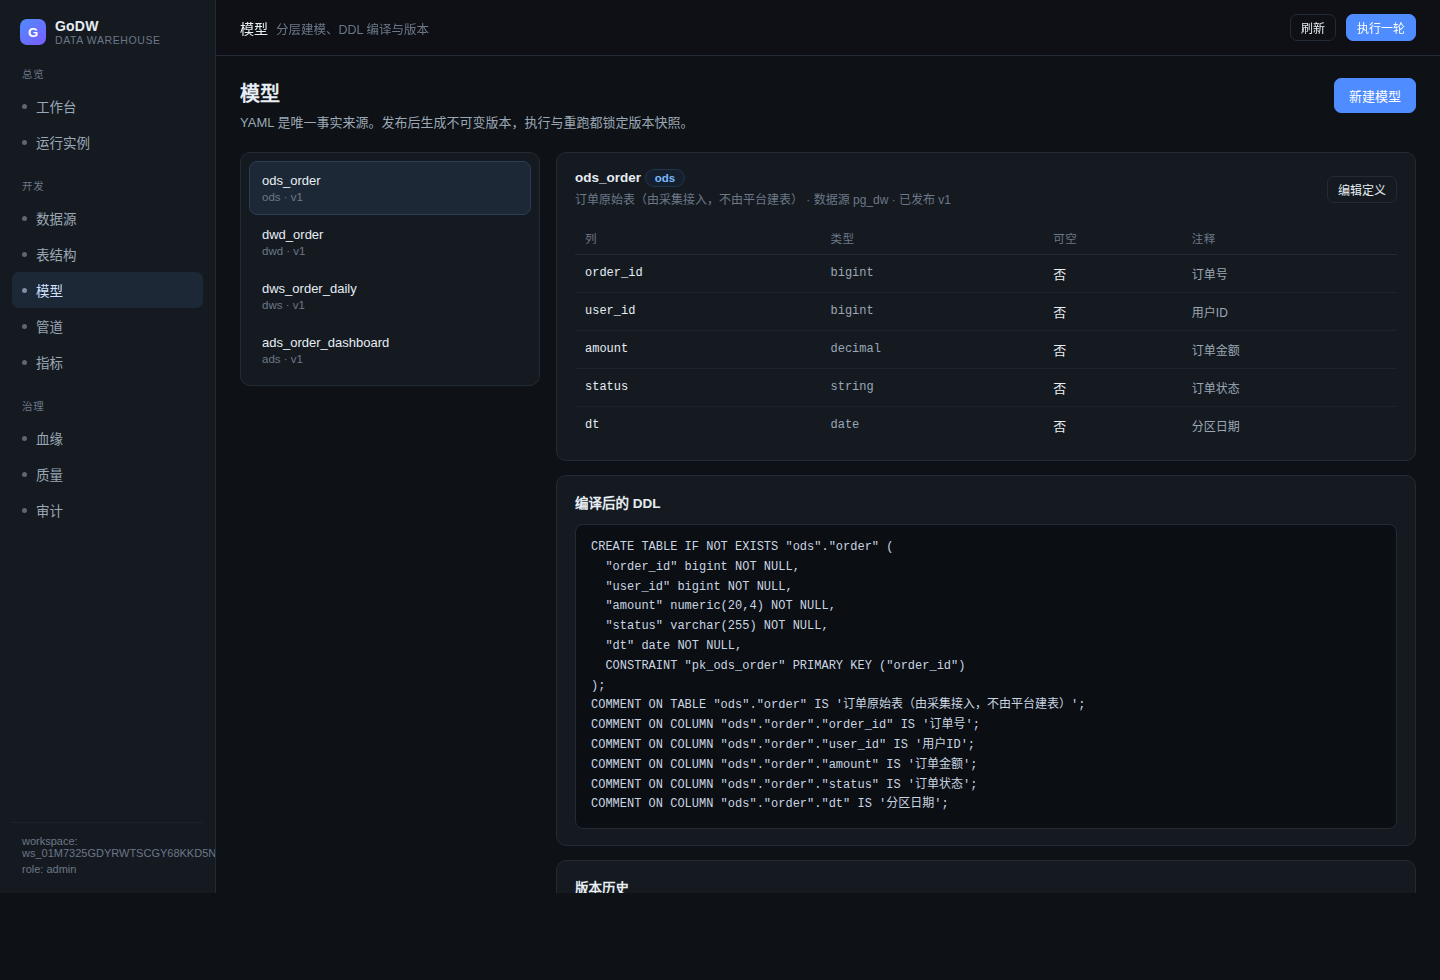 G
GoDW
DATA WAREHOUSE
总览
工作台
运行实例
开发
数据源
表结构
模型
管道
指标
治理
血缘
质量
审计
workspace:
ws_01M7325GDYRWTSCGY68KKD5N
role: admin
模型 分层建模、DDL 编译与版本
刷新
执行一轮
模型
YAML 是唯一事实来源。发布后生成不可变版本，执行与重跑都锁定版本快照。
新建模型
ods_order
ods · v1
dwd_order
dwd · v1
dws_order_daily
dws · v1
ads_order_dashboard
ads · v1
ods_order ods
订单原始表（由采集接入，不由平台建表） · 数据源 pg_dw · 已发布 v1
编辑定义
列 类型 可空 注释
order_id bigint 否 订单号
user_id bigint 否 用户ID
amount decimal 否 订单金额
status string 否 订单状态
dt date 否 分区日期
编译后的 DDL
CREATE TABLE IF NOT EXISTS "ods"."order" (
"order_id" bigint NOT NULL,
"user_id" bigint NOT NULL,
"amount" numeric(20,4) NOT NULL,
"status" varchar(255) NOT NULL,
"dt" date NOT NULL,
CONSTRAINT "pk_ods_order" PRIMARY KEY ("order_id")
);
COMMENT ON TABLE "ods"."order" IS '订单原始表（由采集接入，不由平台建表）';
COMMENT ON COLUMN "ods"."order"."order_id" IS '订单号';
COMMENT ON COLUMN "ods"."order"."user_id" IS '用户ID';
COMMENT ON COLUMN "ods"."order"."amount" IS '订单金额';
COMMENT ON COLUMN "ods"."order"."status" IS '订单状态';
COMMENT ON COLUMN "ods"."order"."dt" IS '分区日期';
版本历史